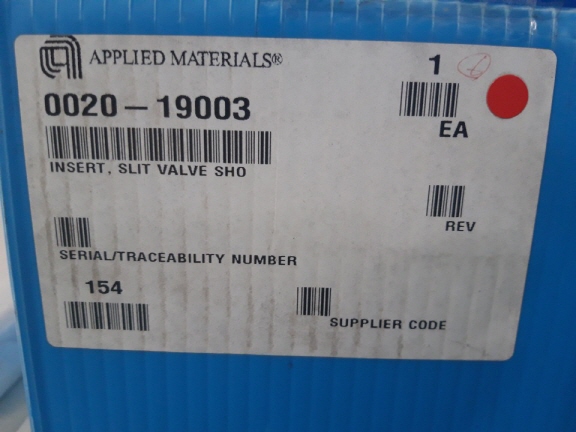 APPLIED MATERIALS®
1
0020-19003
EA
INSERT, SLIT VALVE SHO
REV
SERIAL/TRACEABILITY NUMBER
154
SUPPLIER CODE